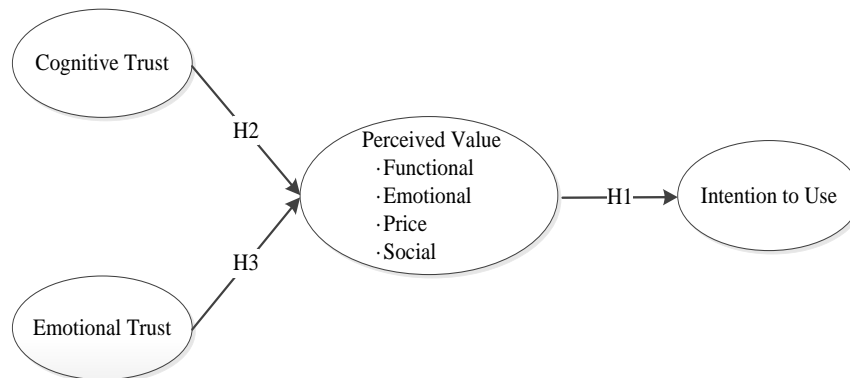 Cognitive Trust
H2
Perceived Value
·Functional
·Emotional
·Price
·Social
H1
Intention to Use
H3
Emotional Trust